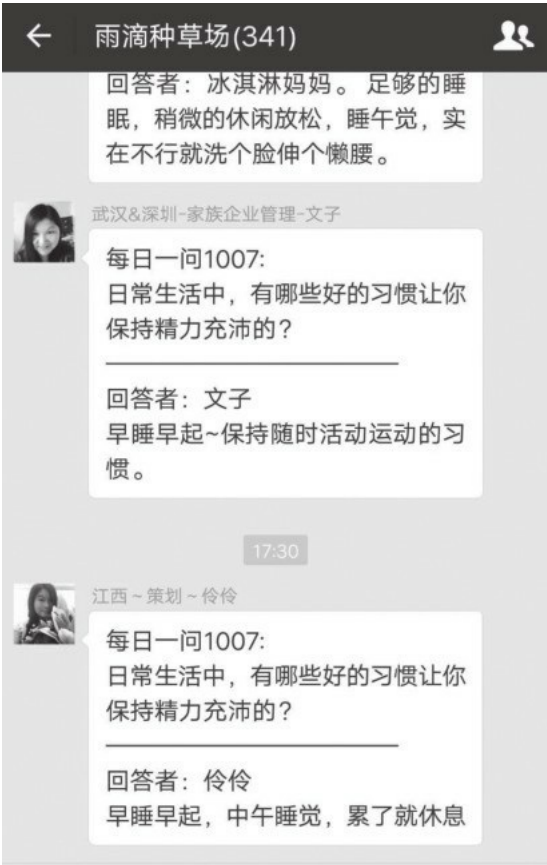 雨滴种草场(341)
回答者：冰淇淋妈妈。足够的睡
眠，稍微的休闲放松，睡午觉，实
在不行就洗个脸伸个懒腰。
武汉&深圳-家族企业管理-文子
每日一问1007:
日常生活中，有哪些好的习惯让你
保持精力充沛的?
回答者：文子
早睡早起~保持随时活动运动的习
惯。
17:30
江西~策划~伶伶
每日一问1007:
日常生活中，有哪些好的习惯让你
保持精力充沛的?
回答者：伶伶
早睡早起，中午睡觉，累了就休息